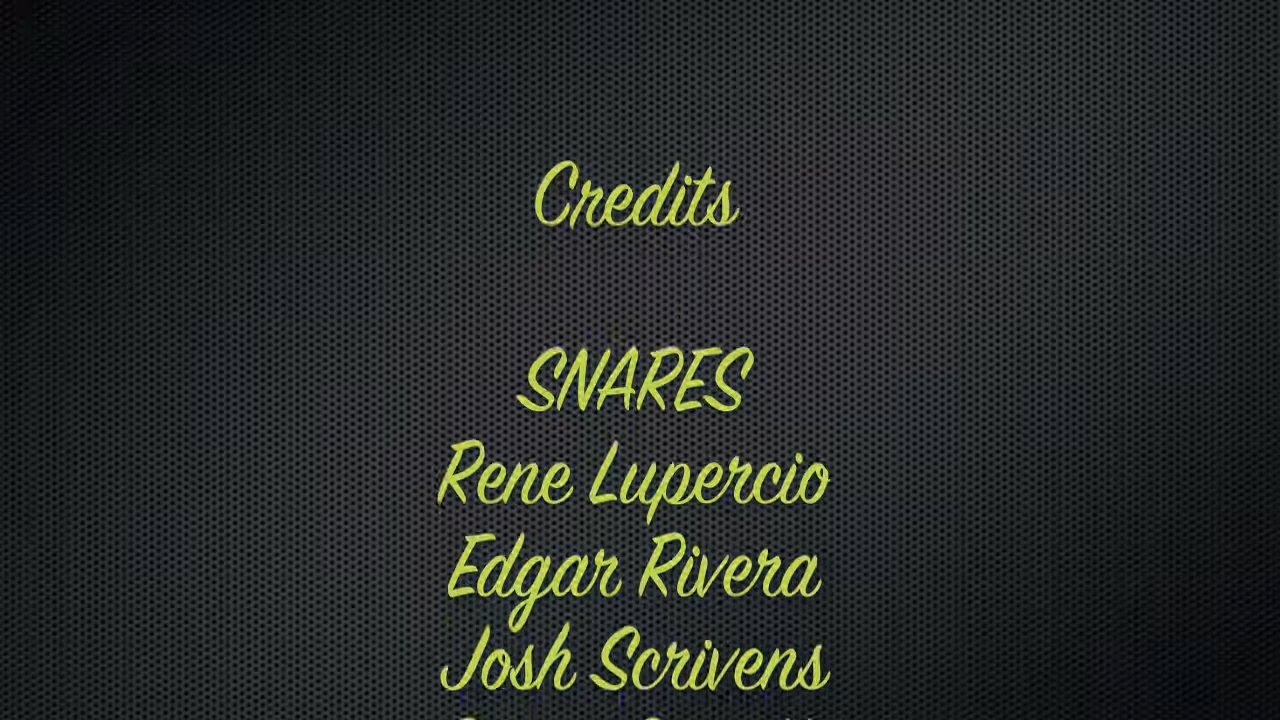 Credits
SNARES
Rene Lupercio
Edgar Rivera
Josh Scrivens